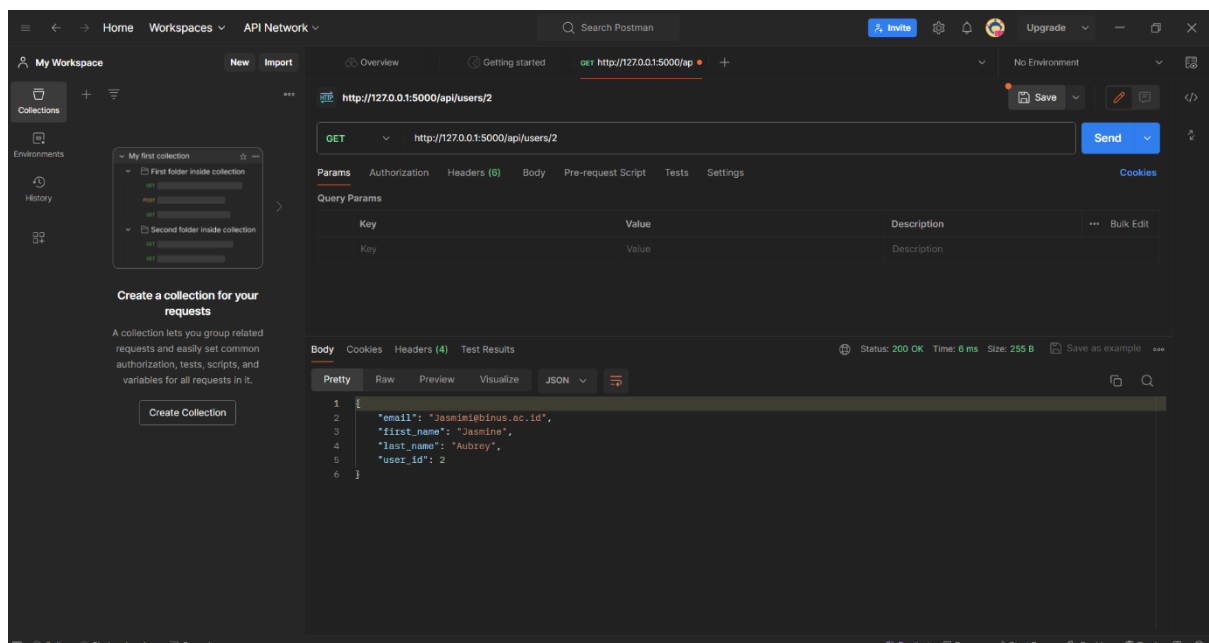 Home Workspaces API Network Search Postman Invite Upgrade
My Workspace New Import Overview Getting started GET http://127.0.0.1:5000/ap No Environment
Collections
Environments
History
My first collection
First folder inside collection
GET
POST
GET
Second folder inside collection
GET
GET
Create a collection for your
requests
A collection lets you group related
requests and easily set common
authorization, tests, scripts, and
variables for all requests in it.
Create Collection
HTTP http://127.0.0.1:5000/api/users/2 Save
GET http://127.0.0.1:5000/api/users/2 Send
Params Authorization Headers (6) Body Pre-request Script Tests Settings Cookies
Query Params
Key Value Description Bulk Edit
Key Value Description
Body Cookies Headers (4) Test Results Status: 200 OK Time: 6 ms Size: 255 B Save as example
Pretty Raw Preview Visualize JSON
1 {
2 "email": "Jasmimi@binus.ac.id",
3 "first_name": "Jasmine",
4 "last_name": "Aubrey",
5 "user_id": 2
6 }